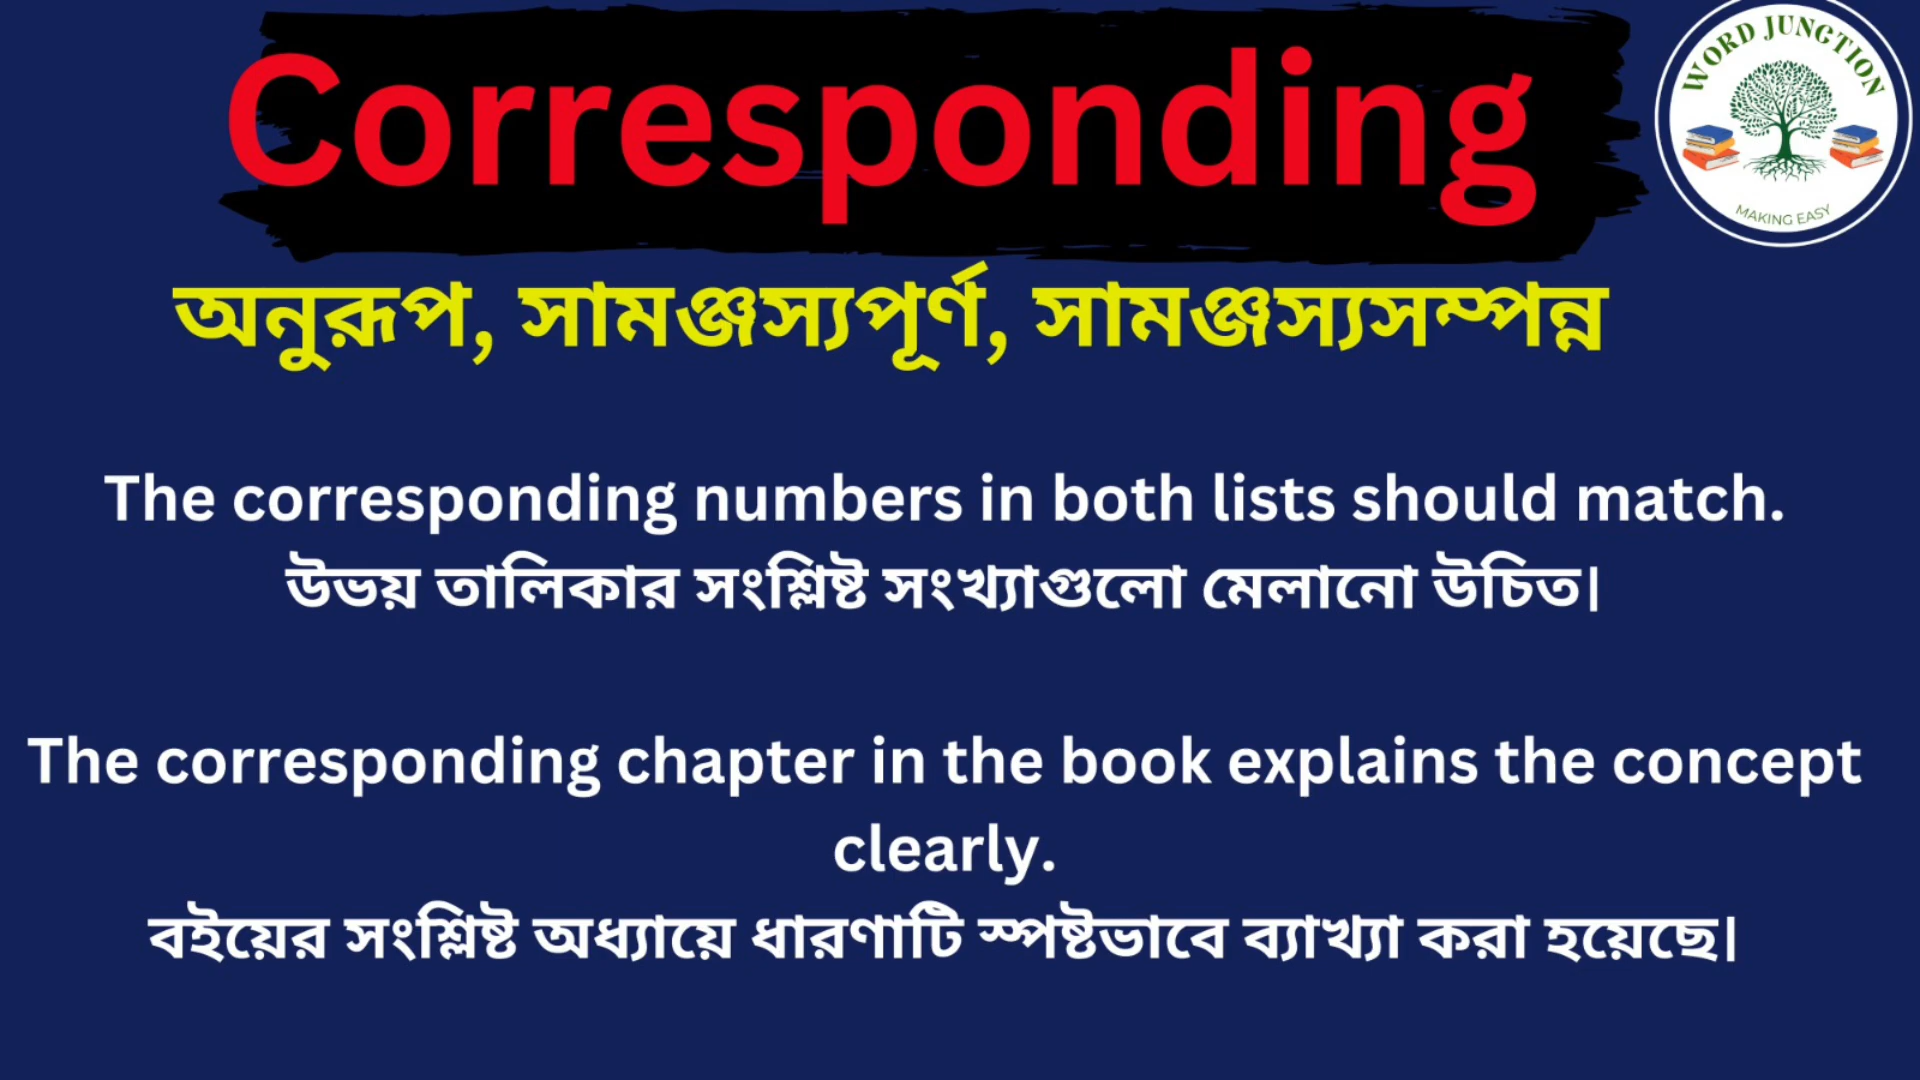 Corresponding
WORD JUNCTION
MAKING EASY
অনুরূপ, সামঞ্জস্যপূর্ণ, সামঞ্জস্যসম্পন্ন
The corresponding numbers in both lists should match.
উভয় তালিকার সংশ্লিষ্ট সংখ্যাগুলো মেলানো উচিত।
The corresponding chapter in the book explains the concept
clearly.
বইয়ের সংশ্লিষ্ট অধ্যায়ে ধারণাটি স্পষ্টভাবে ব্যাখ্যা করা হয়েছে।